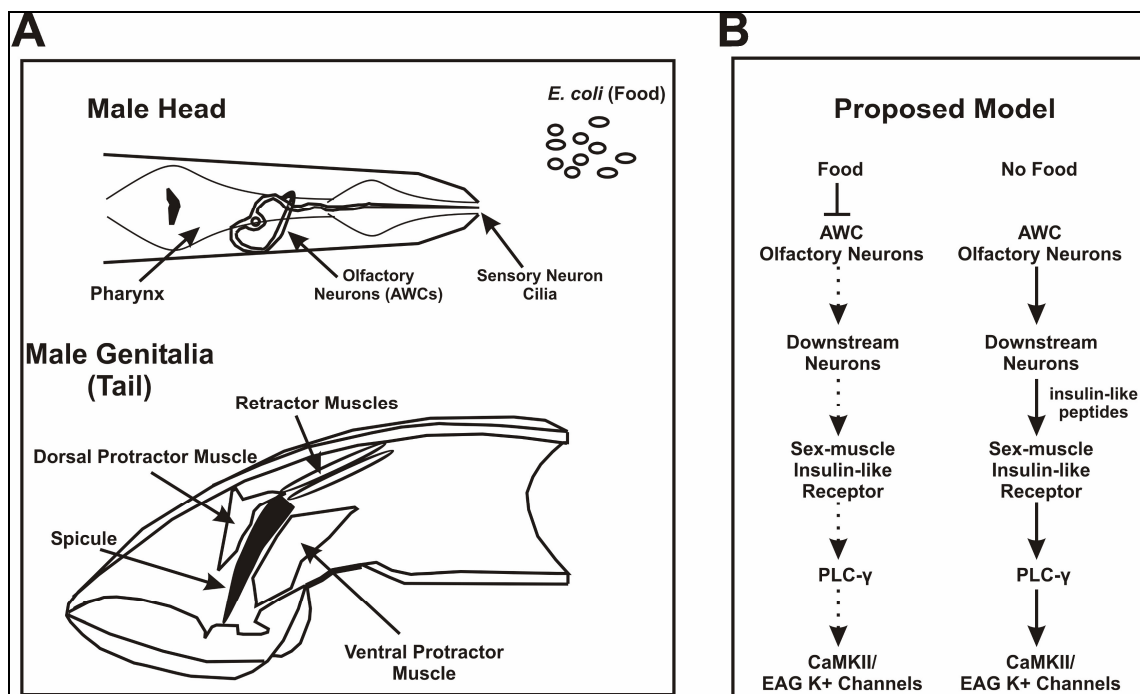 A
Male Head
E. coli (Food)
Pharynx
Olfactory
Neurons (AWCs)
Sensory Neuron
Cilia
Male Genitalia
(Tail)
Retractor Muscles
Dorsal Protractor Muscle
Spicule
Ventral Protractor
Muscle
B
Proposed Model
Food
AWC
Olfactory Neurons
Downstream
Neurons
Sex-muscle
Insulin-like
Receptor
PLC-γ
CaMKII/
EAG K+ Channels
No Food
AWC
Olfactory Neurons
Downstream
Neurons
insulin-like
peptides
Sex-muscle
Insulin-like
Receptor
PLC-γ
CaMKII/
EAG K+ Channels